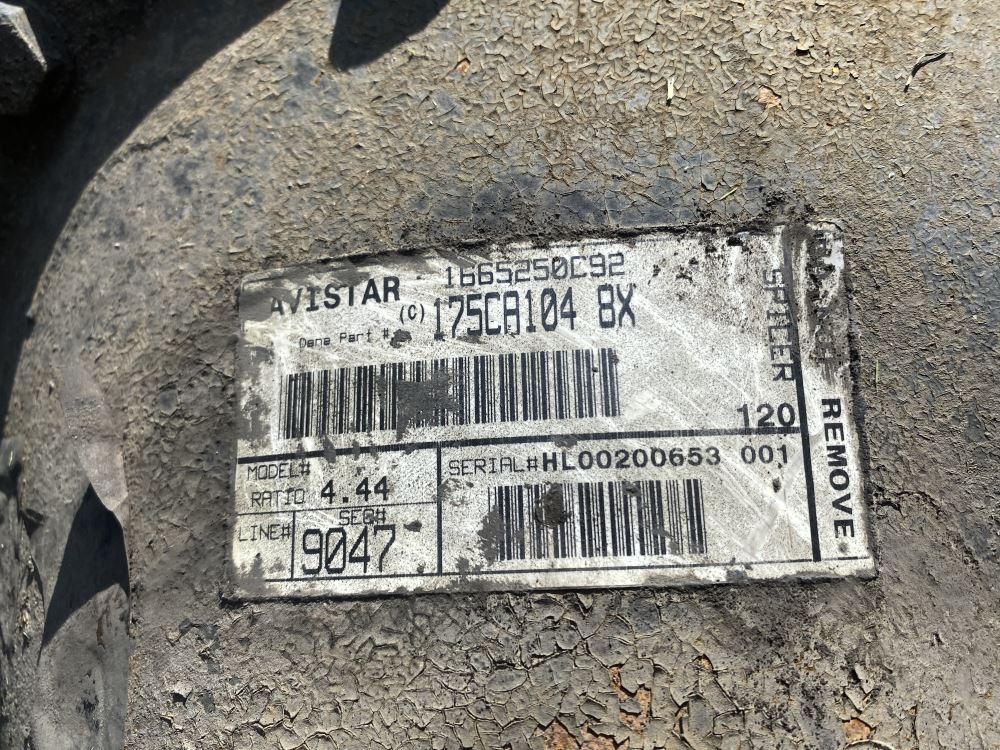 1665250C92
AVISTAR
(C) 175CA104 8X
Dana Part #
SPICER
120
REMOVE
MODEL#
SERIAL# HL00200653 001
RATIO 4.44
LINE#
SEQ#
9047